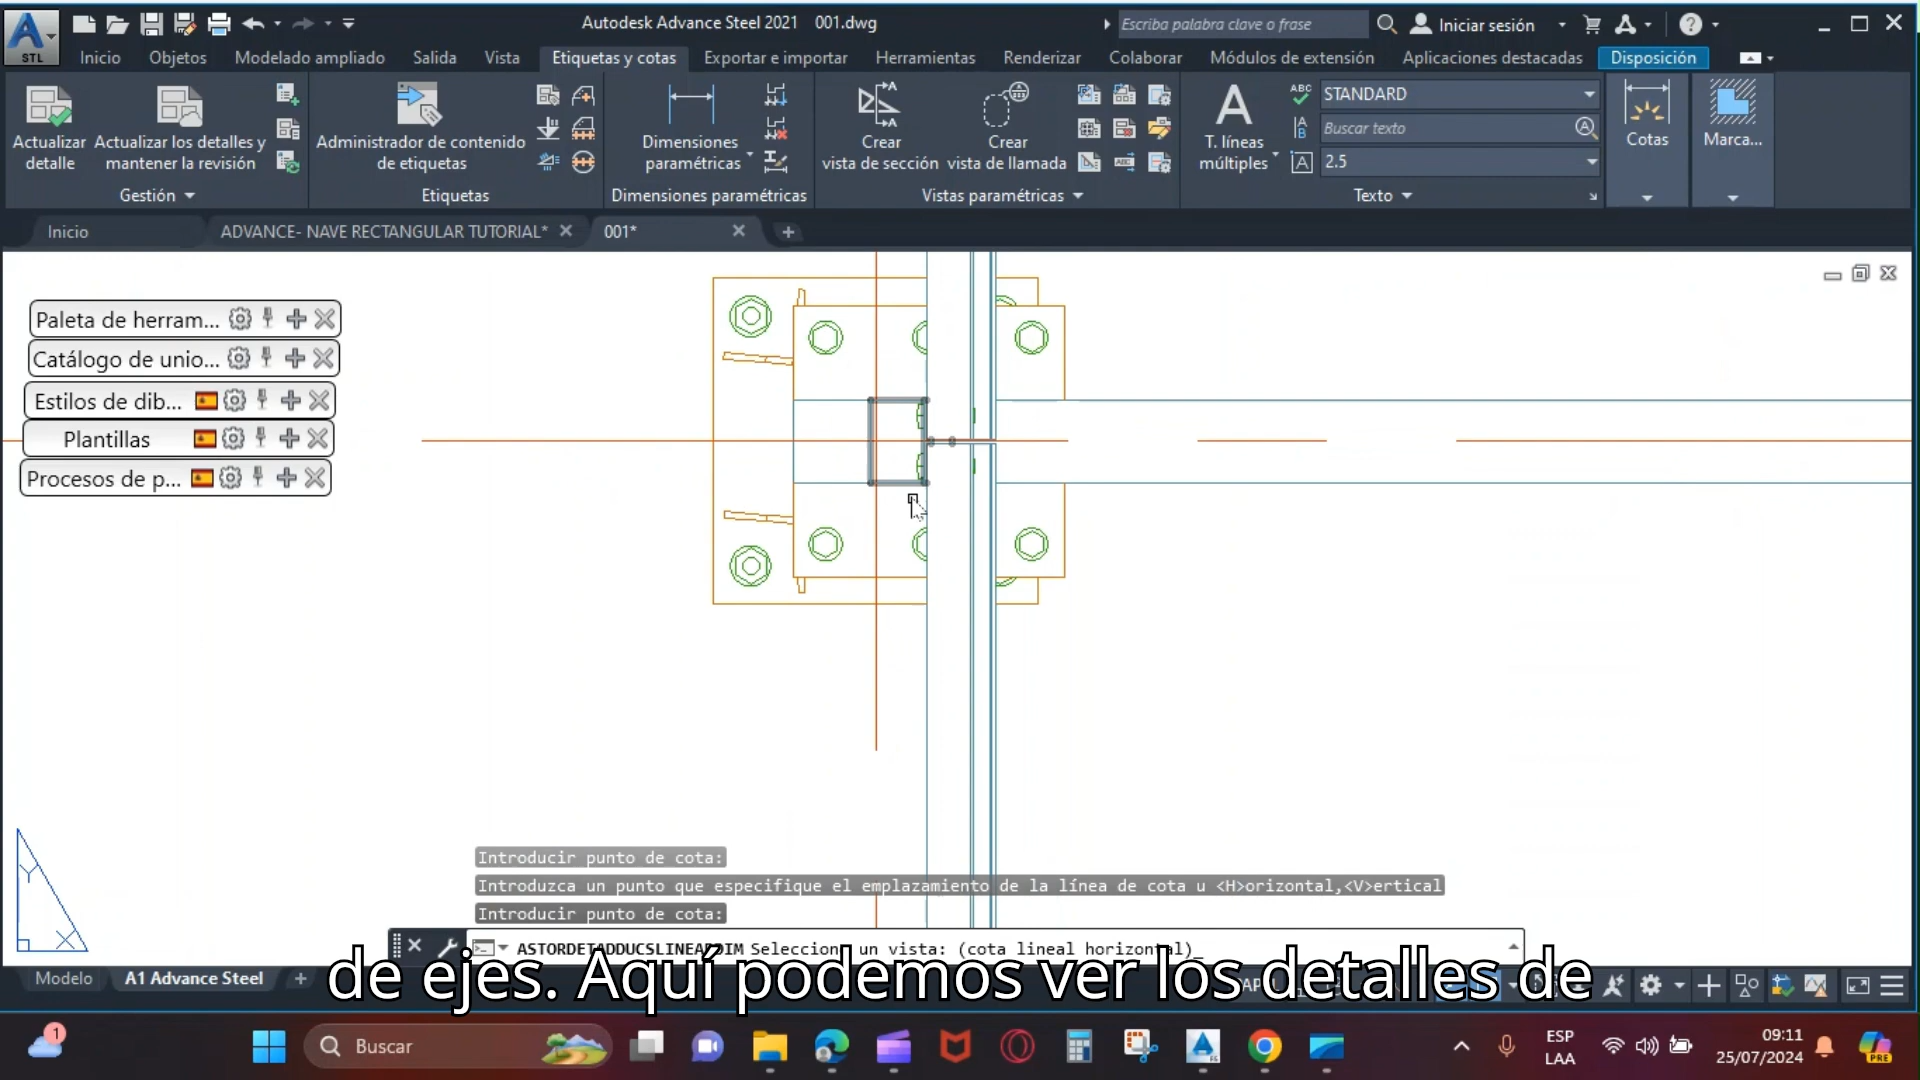 STL
Autodesk Advance Steel 2021 001.dwg
Escriba palabra clave o frase
Iniciar sesión
Inicio Objetos Modelado ampliado Salida Vista Etiquetas y cotas Exportar e importar Herramientas Renderizar Colaborar Módulos de extensión Aplicaciones destacadas Disposición
Actualizar
detalle
Actualizar los detalles y
mantener la revisión
Gestión
Administrador de contenido
de etiquetas
Etiquetas
Dimensiones
paramétricas
Dimensiones paramétricas
Crear
vista de sección
Crear
vista de llamada
Vistas paramétricas
T. líneas
múltiples
STANDARD
Buscar texto
2.5
Texto
Cotas
Marca...
Inicio
ADVANCE- NAVE RECTANGULAR TUTORIAL*
001*
Paleta de herram...
Catálogo de unio...
Estilos de dib...
Plantillas
Procesos de p...
Introducir punto de cota:
Introduzca un punto que especifique el emplazamiento de la línea de cota u <H>orizontal,<V>ertical
Introducir punto de cota:
Y
X
Modelo A1 Advance Steel
de ejes. Aquí podemos ver los detalles de
1
Buscar
ESP
LAA
09:11
25/07/2024
PRE